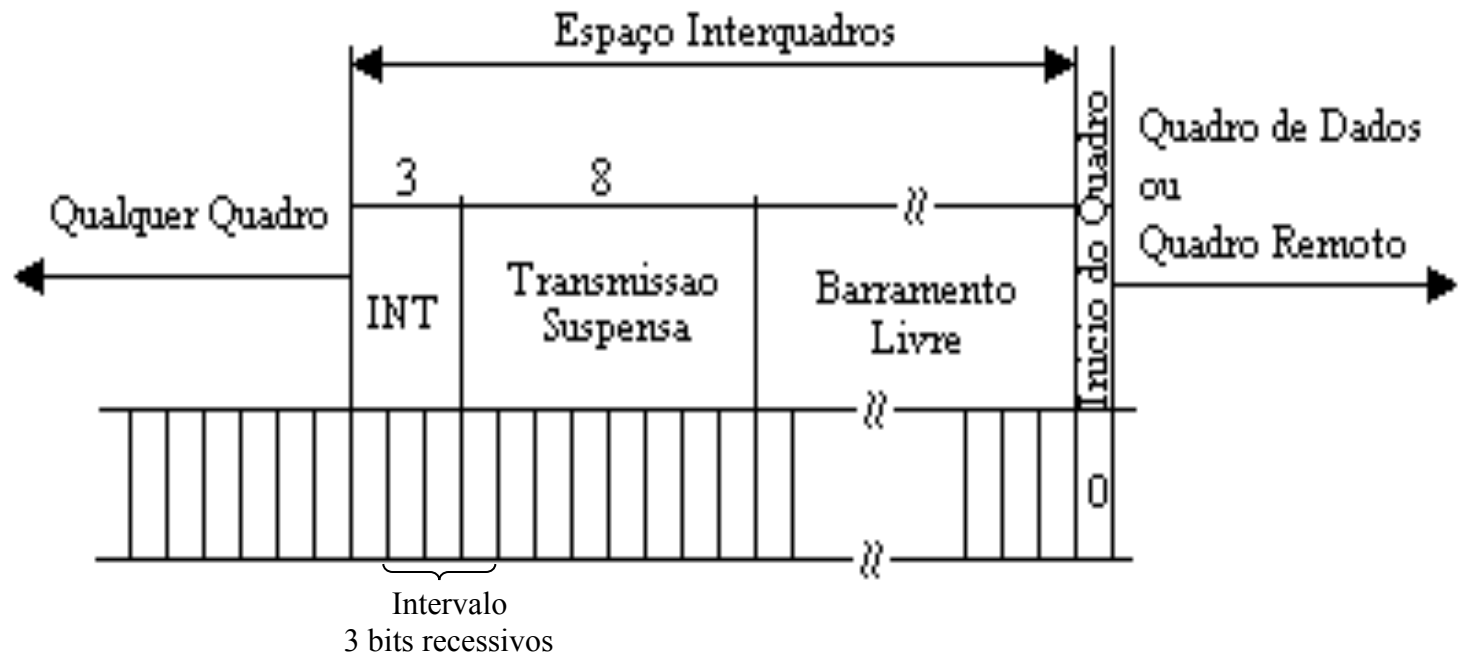 Espaço Interquadros
3
8
Qualquer Quadro
INT
Transmissao
Suspensa
Barramento
Livre
Início do Quadro
Quadro de Dados
ou
Quadro Remoto
0
Intervalo
3 bits recessivos